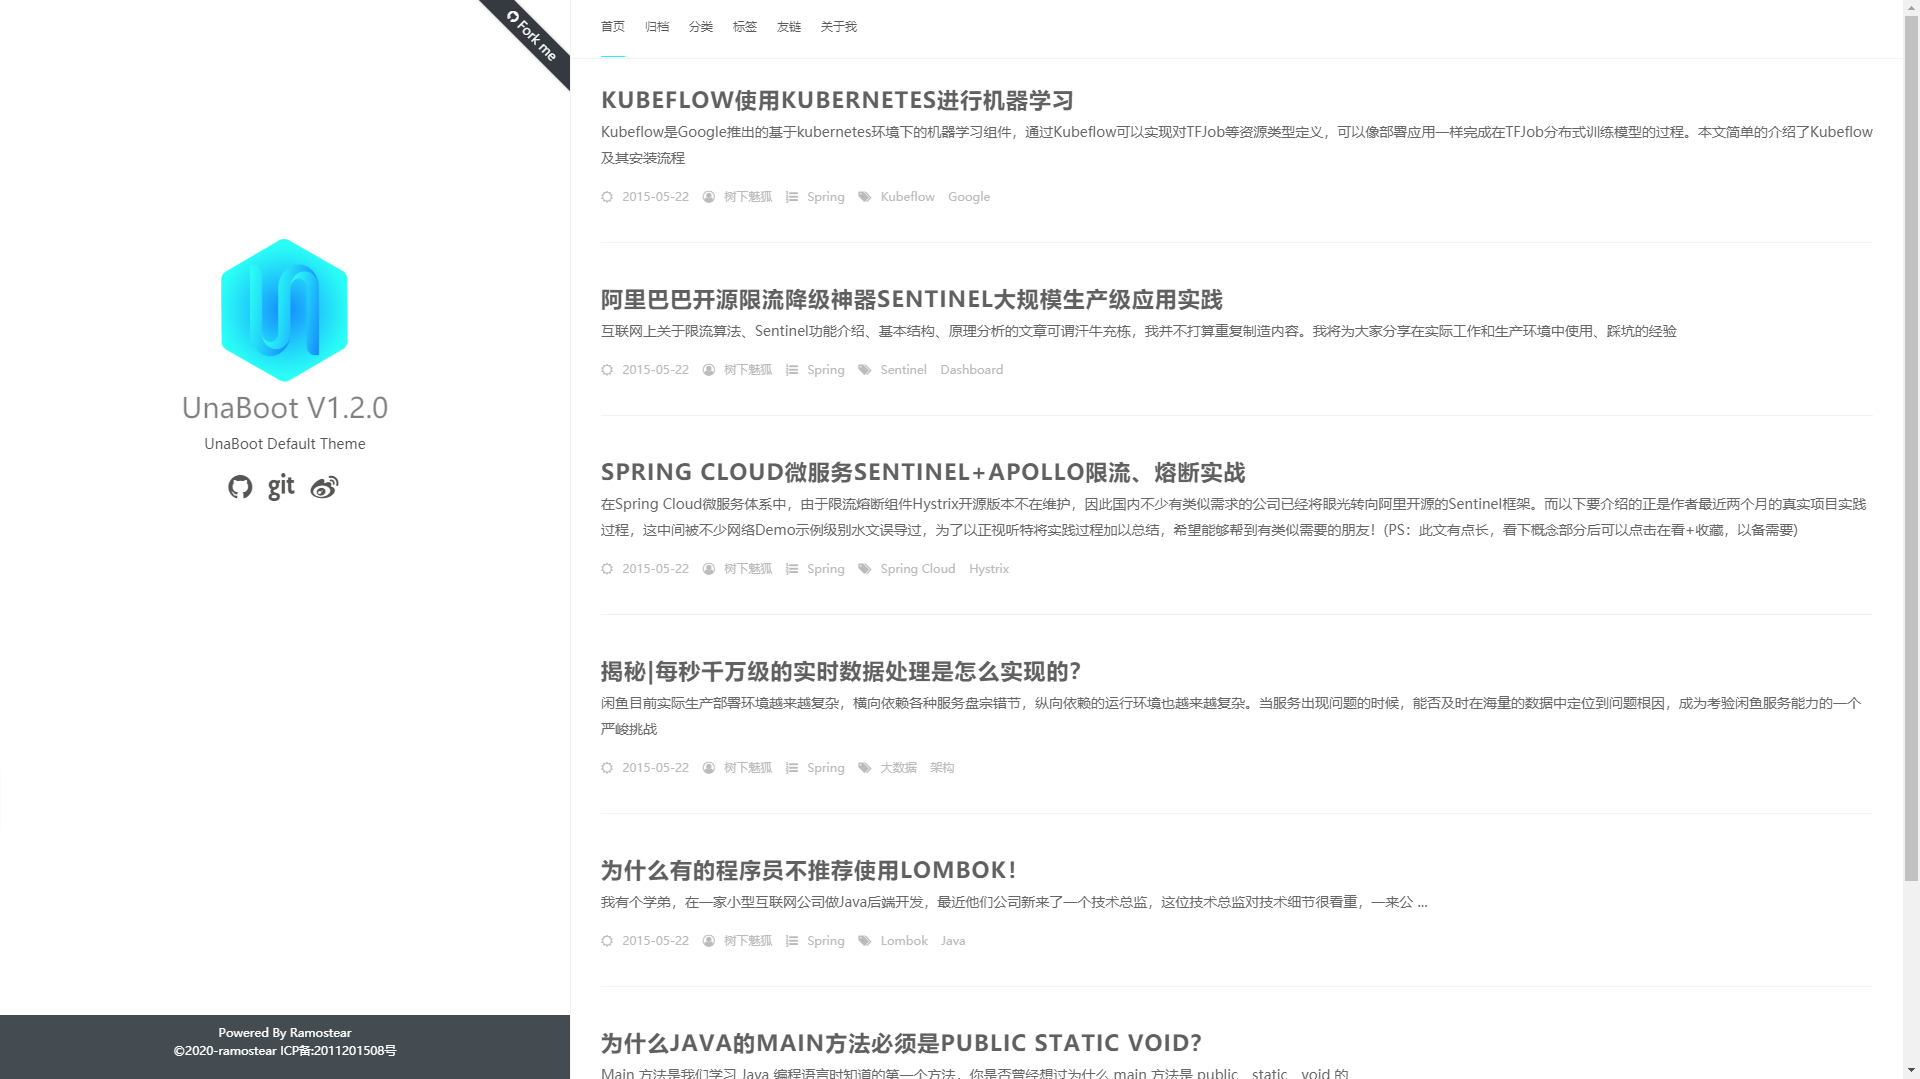 Fork me
UnaBoot V1.2.0
UnaBoot Default Theme
git
Powered By Ramostear
©2020-ramostear ICP备:2011201508号
首页 归档 分类 标签 友链 关于我
KUBEFLOW使用KUBERNETES进行机器学习
Kubeflow是Google推出的基于kubernetes环境下的机器学习组件，通过Kubeflow可以实现对TFJob等资源类型定义，可以像部署应用一样完成在TFJob分布式训练模型的过程。本文简单的介绍了Kubeflow
及其安装流程
2015-05-22 树下魅狐 Spring Kubeflow Google
阿里巴巴开源限流降级神器SENTINEL大规模生产级应用实践
互联网上关于限流算法、Sentinel功能介绍、基本结构、原理分析的文章可谓汗牛充栋，我并不打算重复制造内容。我将为大家分享在实际工作和生产环境中使用、踩坑的经验
2015-05-22 树下魅狐 Spring Sentinel Dashboard
SPRING CLOUD微服务SENTINEL+APOLLO限流、熔断实战
在Spring Cloud微服务体系中，由于限流熔断组件Hystrix开源版本不在维护，因此国内不少有类似需求的公司已经将眼光转向阿里开源的Sentinel框架。而以下要介绍的正是作者最近两个月的真实项目实践
过程，这中间被不少网络Demo示例级别水文误导过，为了以正视听特将实践过程加以总结，希望能够帮到有类似需要的朋友！(PS：此文有点长，看下概念部分后可以点击在看+收藏，以备需要)
2015-05-22 树下魅狐 Spring Spring Cloud Hystrix
揭秘|每秒千万级的实时数据处理是怎么实现的？
闲鱼目前实际生产部署环境越来越复杂，横向依赖各种服务盘宗错节，纵向依赖的运行环境也越来越复杂。当服务出现问题的时候，能否及时在海量的数据中定位到问题根因，成为考验闲鱼服务能力的一个
严峻挑战
2015-05-22 树下魅狐 Spring 大数据 架构
为什么有的程序员不推荐使用LOMBOK！
我有个学弟，在一家小型互联网公司做Java后端开发，最近他们公司新来了一个技术总监，这位技术总监对技术细节很看重，一来公 ...
2015-05-22 树下魅狐 Spring Lombok Java
为什么JAVA的MAIN方法必须是PUBLIC STATIC VOID？
Main 方法是我们学习 Java 编程语言时知道的第一个方法，你是否曾经想过为什么 main 方法是 public、static、void 的